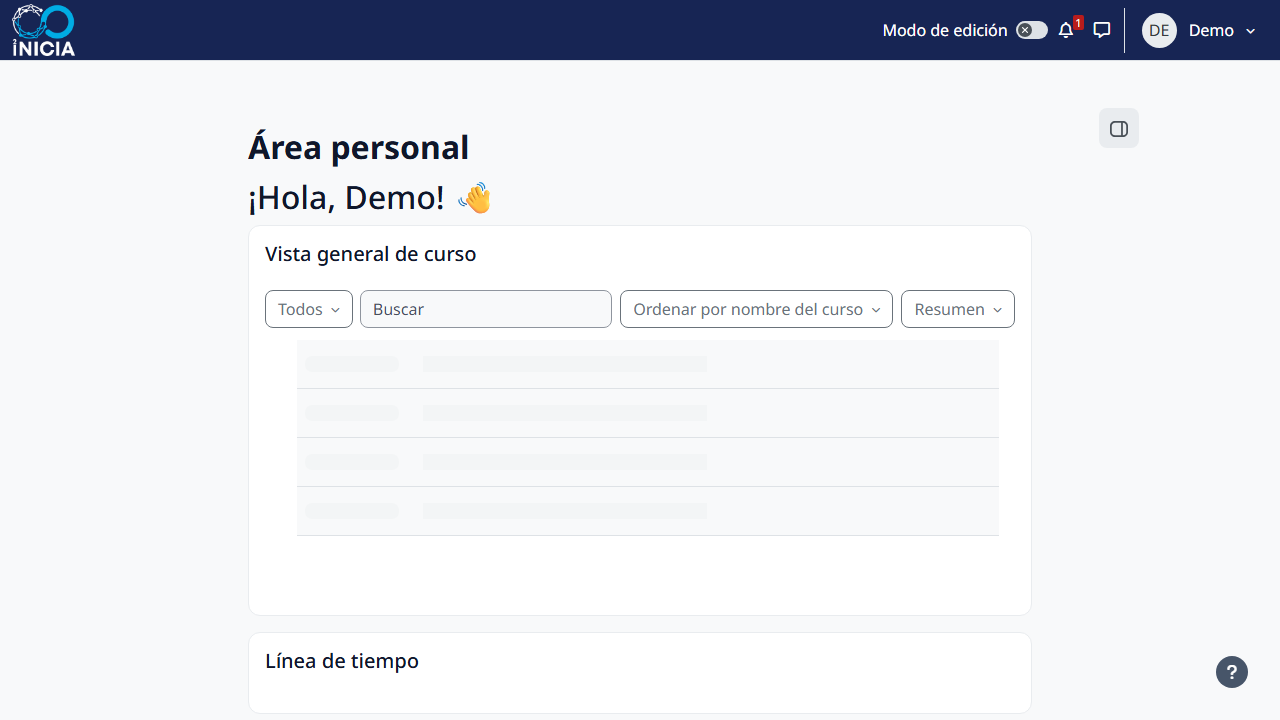 INICIA
Modo de edición
1
DE
Demo
Área personal
¡Hola, Demo! 👋
Vista general de curso
Todos
Buscar
Ordenar por nombre del curso
Resumen
Línea de tiempo
?